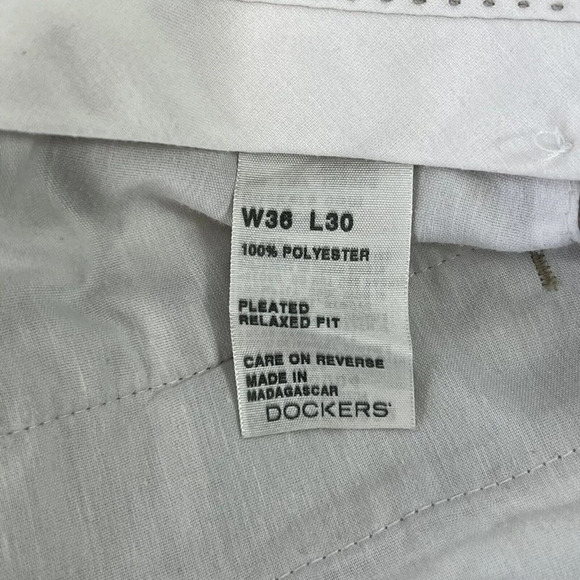 W36 L30
100% POLYESTER
PLEATED
RELAXED FIT
CARE ON REVERSE
MADE IN
MADAGASCAR
DOCKERS